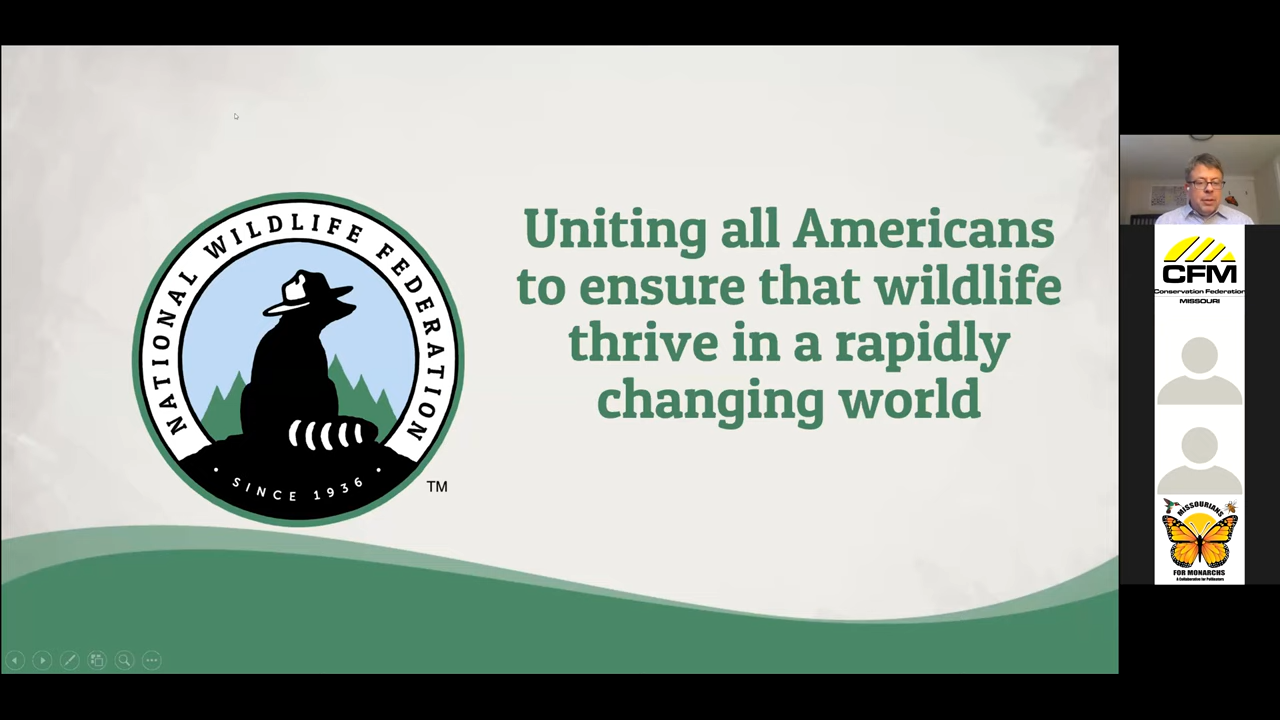 NATIONAL WILDLIFE FEDERATION
· SINCE 1936 ·
TM
Uniting all Americans
to ensure that wildlife
thrive in a rapidly
changing world
CFM
Conservation Federation
MISSOURI
MISSOURIANS
FOR MONARCHS
A Collaborative for Pollinators